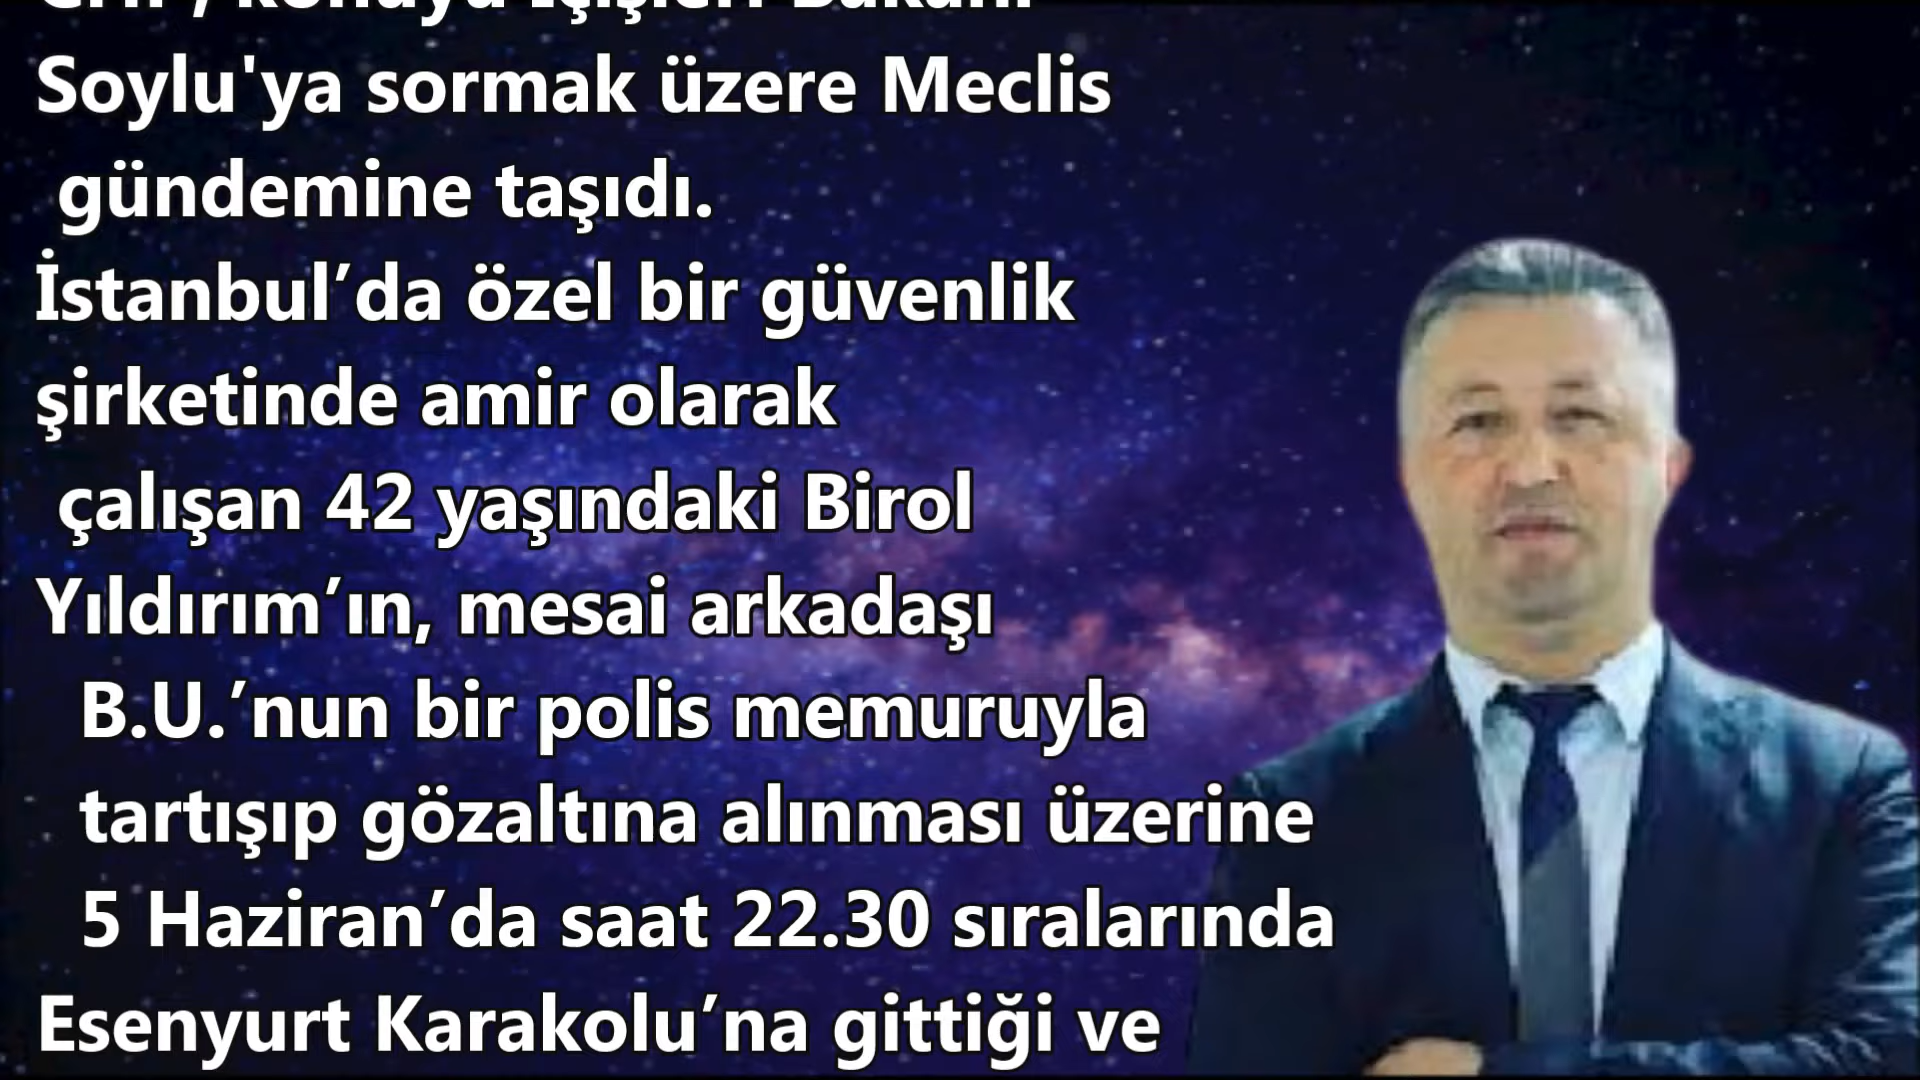 Soylu'ya sormak üzere Meclis
gündemine taşıdı.
İstanbul’da özel bir güvenlik
şirketinde amir olarak
çalışan 42 yaşındaki Birol
Yıldırım’ın, mesai arkadaşı
B.U.’nun bir polis memuruyla
tartışıp gözaltına alınması üzerine
5 Haziran’da saat 22.30 sıralarında
Esenyurt Karakolu’na gittiği ve